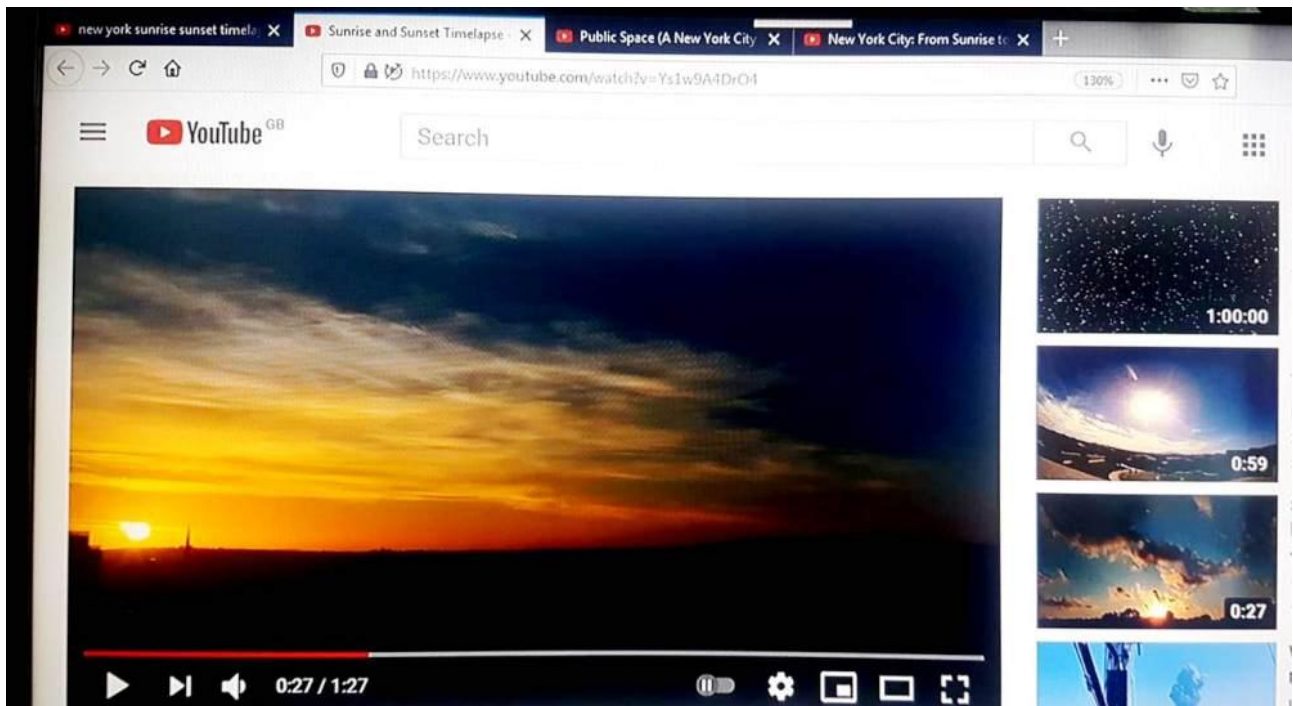 new york sunrise sunset timela
Sunrise and Sunset Timelapse -
Public Space (A New York City
New York City: From Sunrise to
https://www.youtube.com/watch?v=Ys1w9A4DrO4
130%
YouTube GB
Search
1:00:00
0:59
0:27
0:27 / 1:27